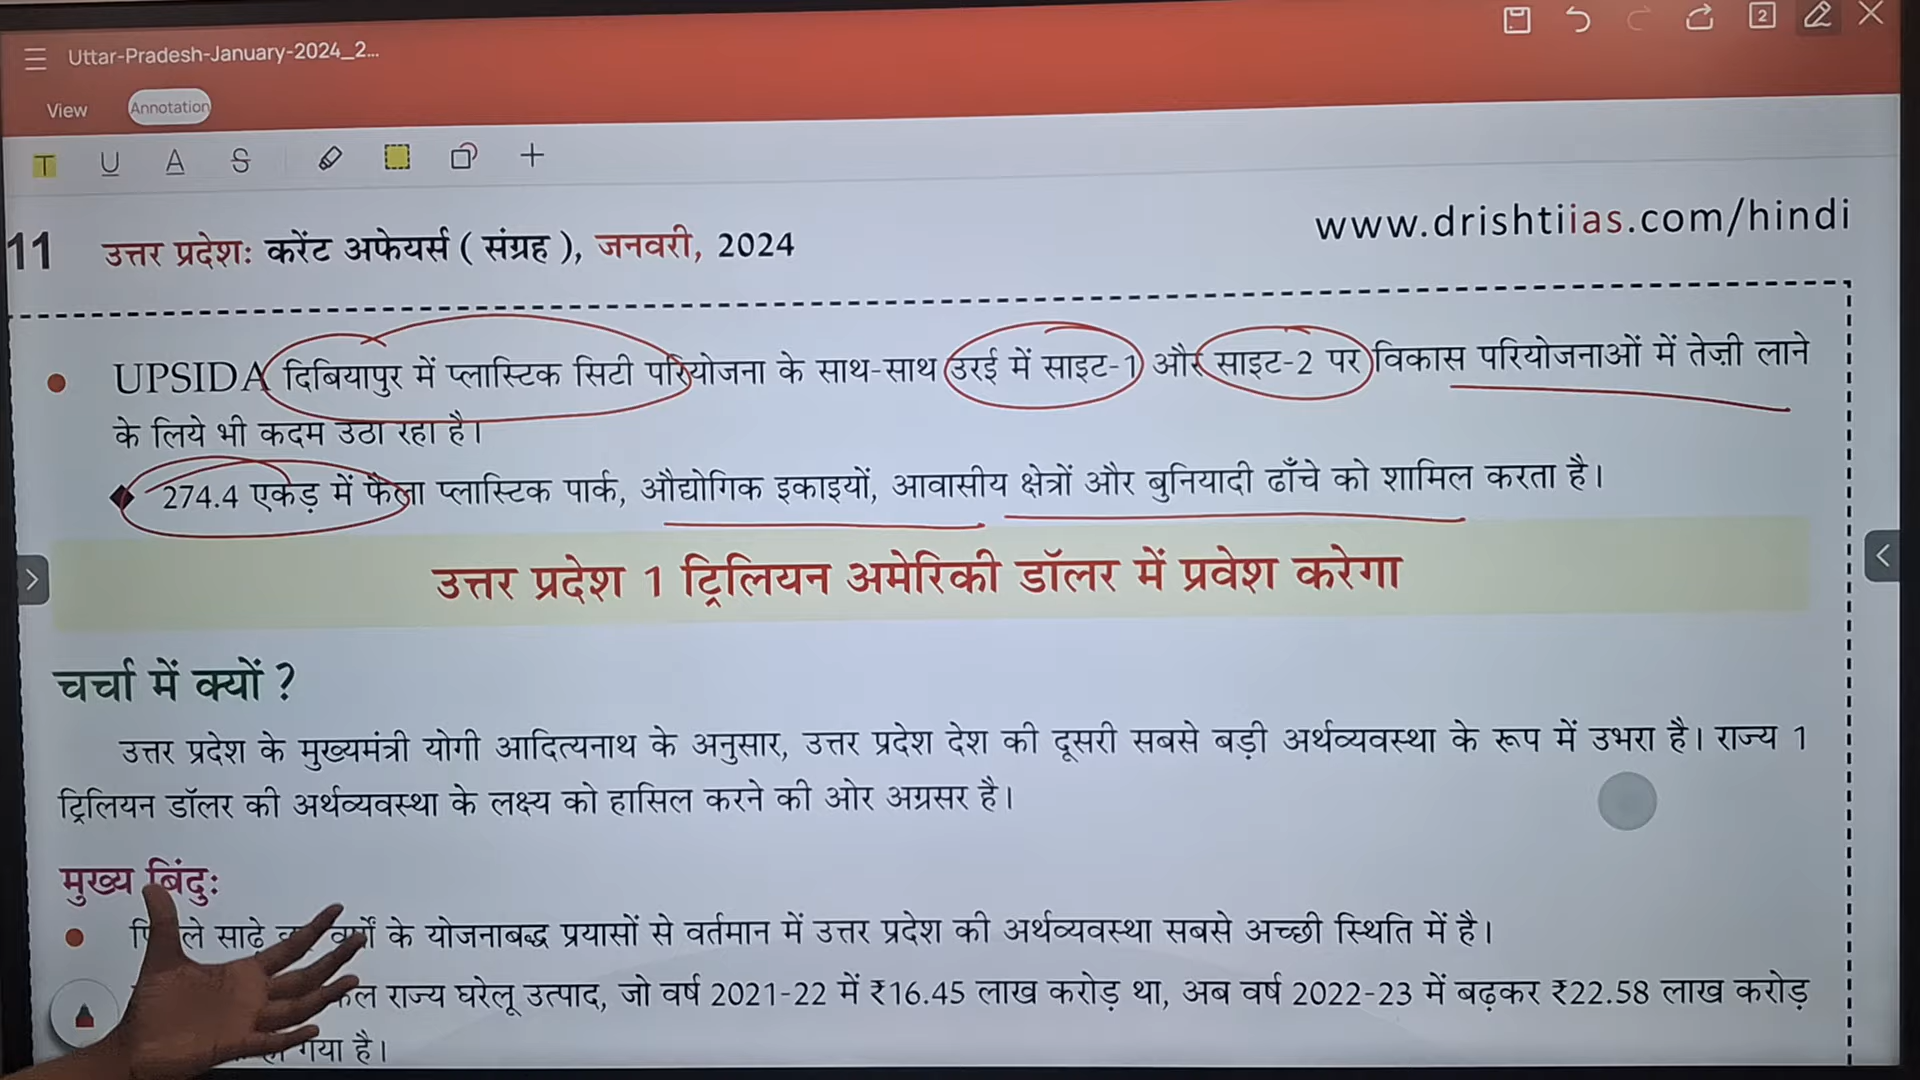 Uttar-Pradesh-January-2024_2...
2
View
Annotation
T U A S
11 उत्तर प्रदेशः करेंट अफेयर्स ( संग्रह ), जनवरी, 2024
www.drishtiias.com/hindi
UPSIDA दिबियापुर में प्लास्टिक सिटी परियोजना के साथ-साथ उरई में साइट-1 और साइट-2 पर विकास परियोजनाओं में तेज़ी लाने
के लिये भी कदम उठा रहा है।
274.4 एकड़ में फैला प्लास्टिक पार्क, औद्योगिक इकाइयों, आवासीय क्षेत्रों और बुनियादी ढाँचे को शामिल करता है।
उत्तर प्रदेश 1 ट्रिलियन अमेरिकी डॉलर में प्रवेश करेगा
चर्चा में क्यों ?
उत्तर प्रदेश के मुख्यमंत्री योगी आदित्यनाथ के अनुसार, उत्तर प्रदेश देश की दूसरी सबसे बड़ी अर्थव्यवस्था के रूप में उभरा है। राज्य 1
ट्रिलियन डॉलर की अर्थव्यवस्था के लक्ष्य को हासिल करने की ओर अग्रसर है।
मुख्य बिंदुः
साढ़े वर्षों के योजनाबद्ध प्रयासों से वर्तमान में उत्तर प्रदेश की अर्थव्यवस्था सबसे अच्छी स्थिति में है।
राज्य घरेलू उत्पाद, जो वर्ष 2021-22 में ₹16.45 लाख करोड़ था, अब वर्ष 2022-23 में बढ़कर ₹22.58 लाख करोड़
गया है।